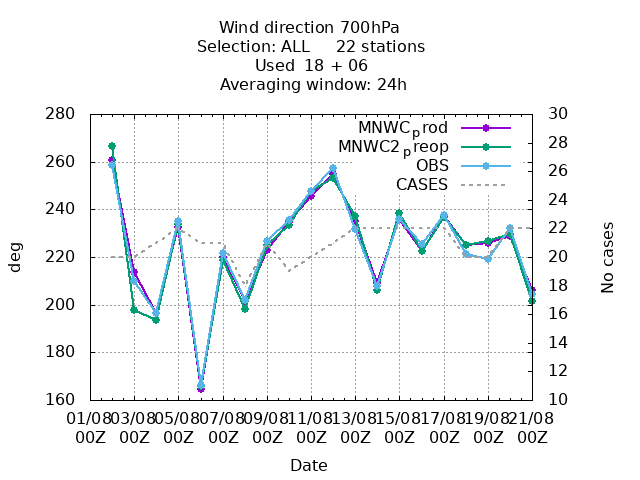 Wind direction 700hPa
Selection: ALL 22 stations
Used 18 + 06
Averaging window: 24h
MNWC_prod
MNWC2_preop
OBS
CASES
280
260
240
220
200
180
160
deg
30
28
26
24
22
20
18
16
14
12
10
No cases
01/08 03/08 05/08 07/08 09/08 11/08 13/08 15/08 17/08 19/08 21/08
00Z 00Z 00Z 00Z 00Z 00Z 00Z 00Z 00Z 00Z 00Z
Date